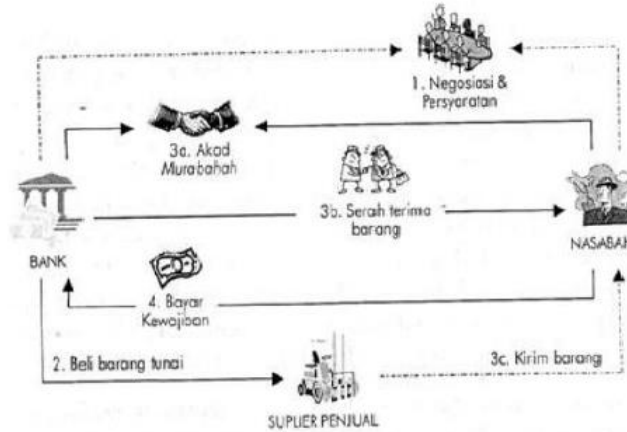 1. Negosiasi &
Persyaratan
3a. Akad
Murabahah
3b. Serah terima
barang
BANK
NASABAH
4. Bayar
Kewajiban
2. Beli barang tunai
3c. Kirim barang
SUPLIER PENJUAL